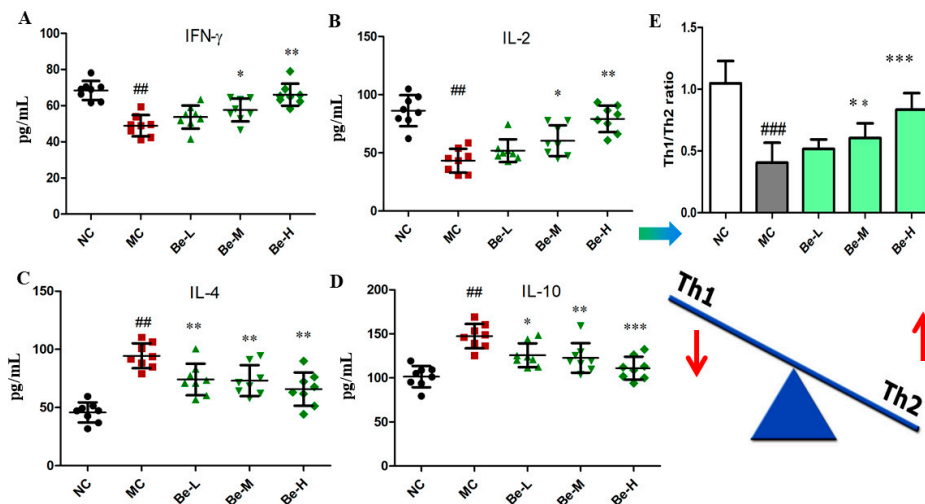 A
IFN-γ
pg/mL
100
80
60
40
20
0
##
*
**
NC
MC
Be-L
Be-M
Be-H
B
IL-2
pg/mL
150
100
50
0
##
*
**
NC
MC
Be-L
Be-M
Be-H
E
Th1/Th2 ratio
1.5
1.0
0.5
0.0
###
**
***
NC
MC
Be-L
Be-M
Be-H
C
IL-4
pg/mL
150
100
50
0
##
**
**
**
NC
MC
Be-L
Be-M
Be-H
D
IL-10
pg/mL
200
150
100
50
0
##
*
**
***
NC
MC
Be-L
Be-M
Be-H
Th1
Th2